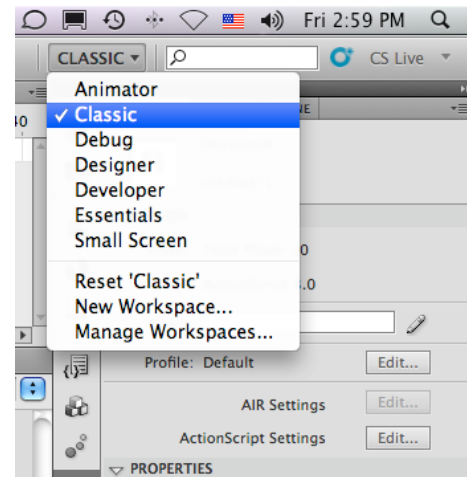 Fri 2:59 PM
CLASSIC
CS Live
Animator
Classic
Debug
Designer
Developer
Essentials
Small Screen
Reset 'Classic'
New Workspace...
Manage Workspaces...
Profile: Default Edit...
AIR Settings Edit...
ActionScript Settings Edit...
PROPERTIES